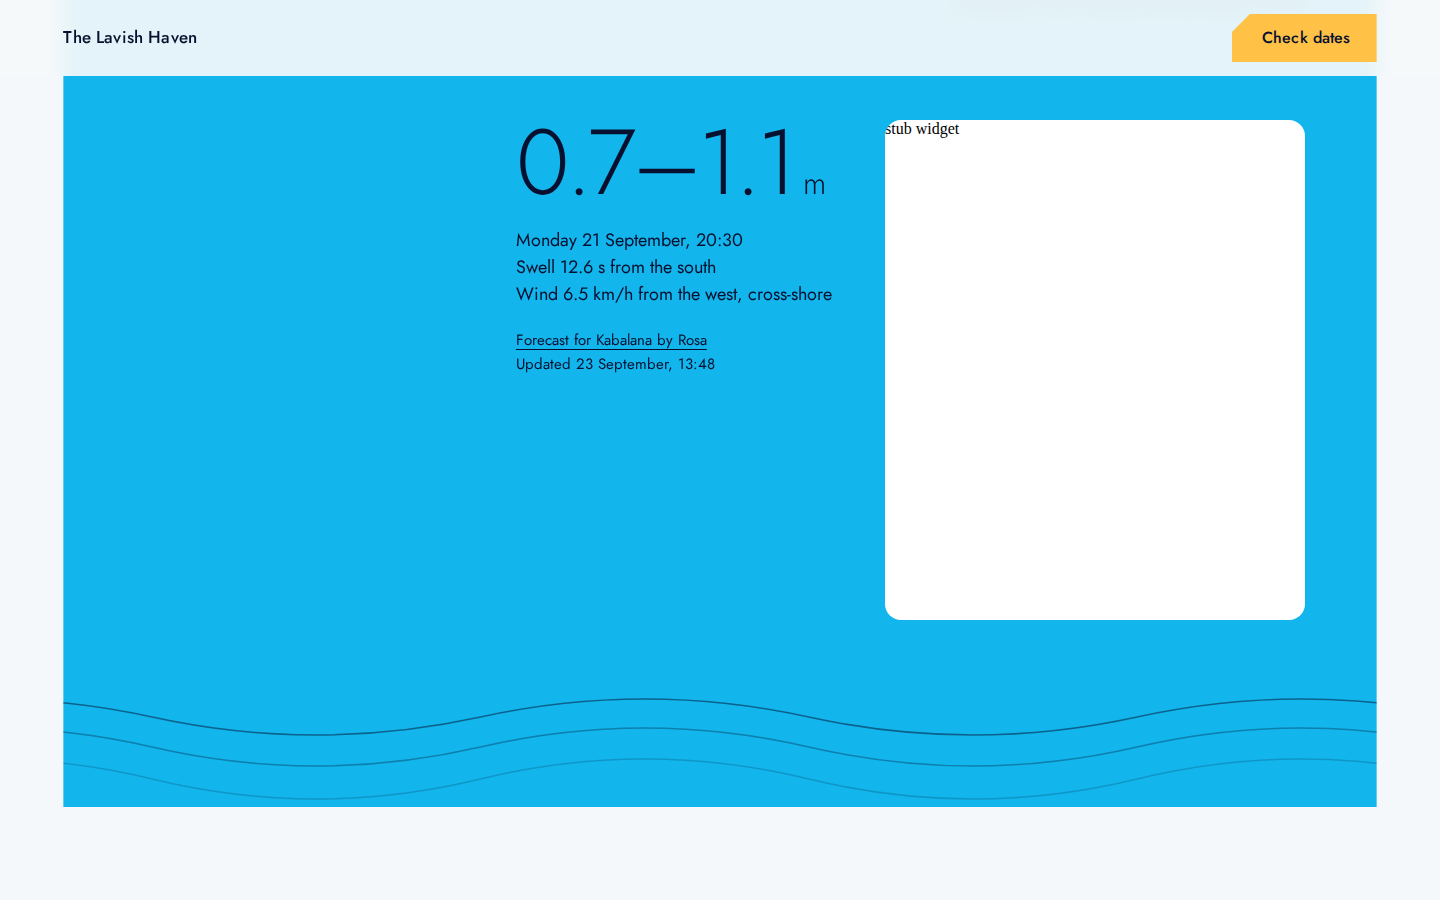 The Lavish Haven
Check dates
0.7–1.1 m
Monday 21 September, 20:30
Swell 12.6 s from the south
Wind 6.5 km/h from the west, cross-shore
Forecast for Kabalana by Rosa
Updated 23 September, 13:48
stub widget